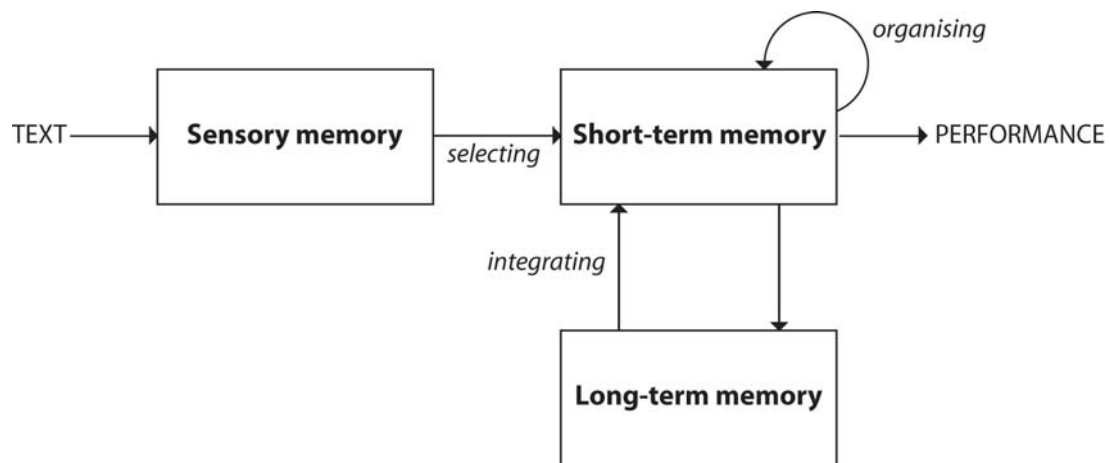 organising
TEXT
Sensory memory
selecting
Short-term memory
PERFORMANCE
integrating
Long-term memory